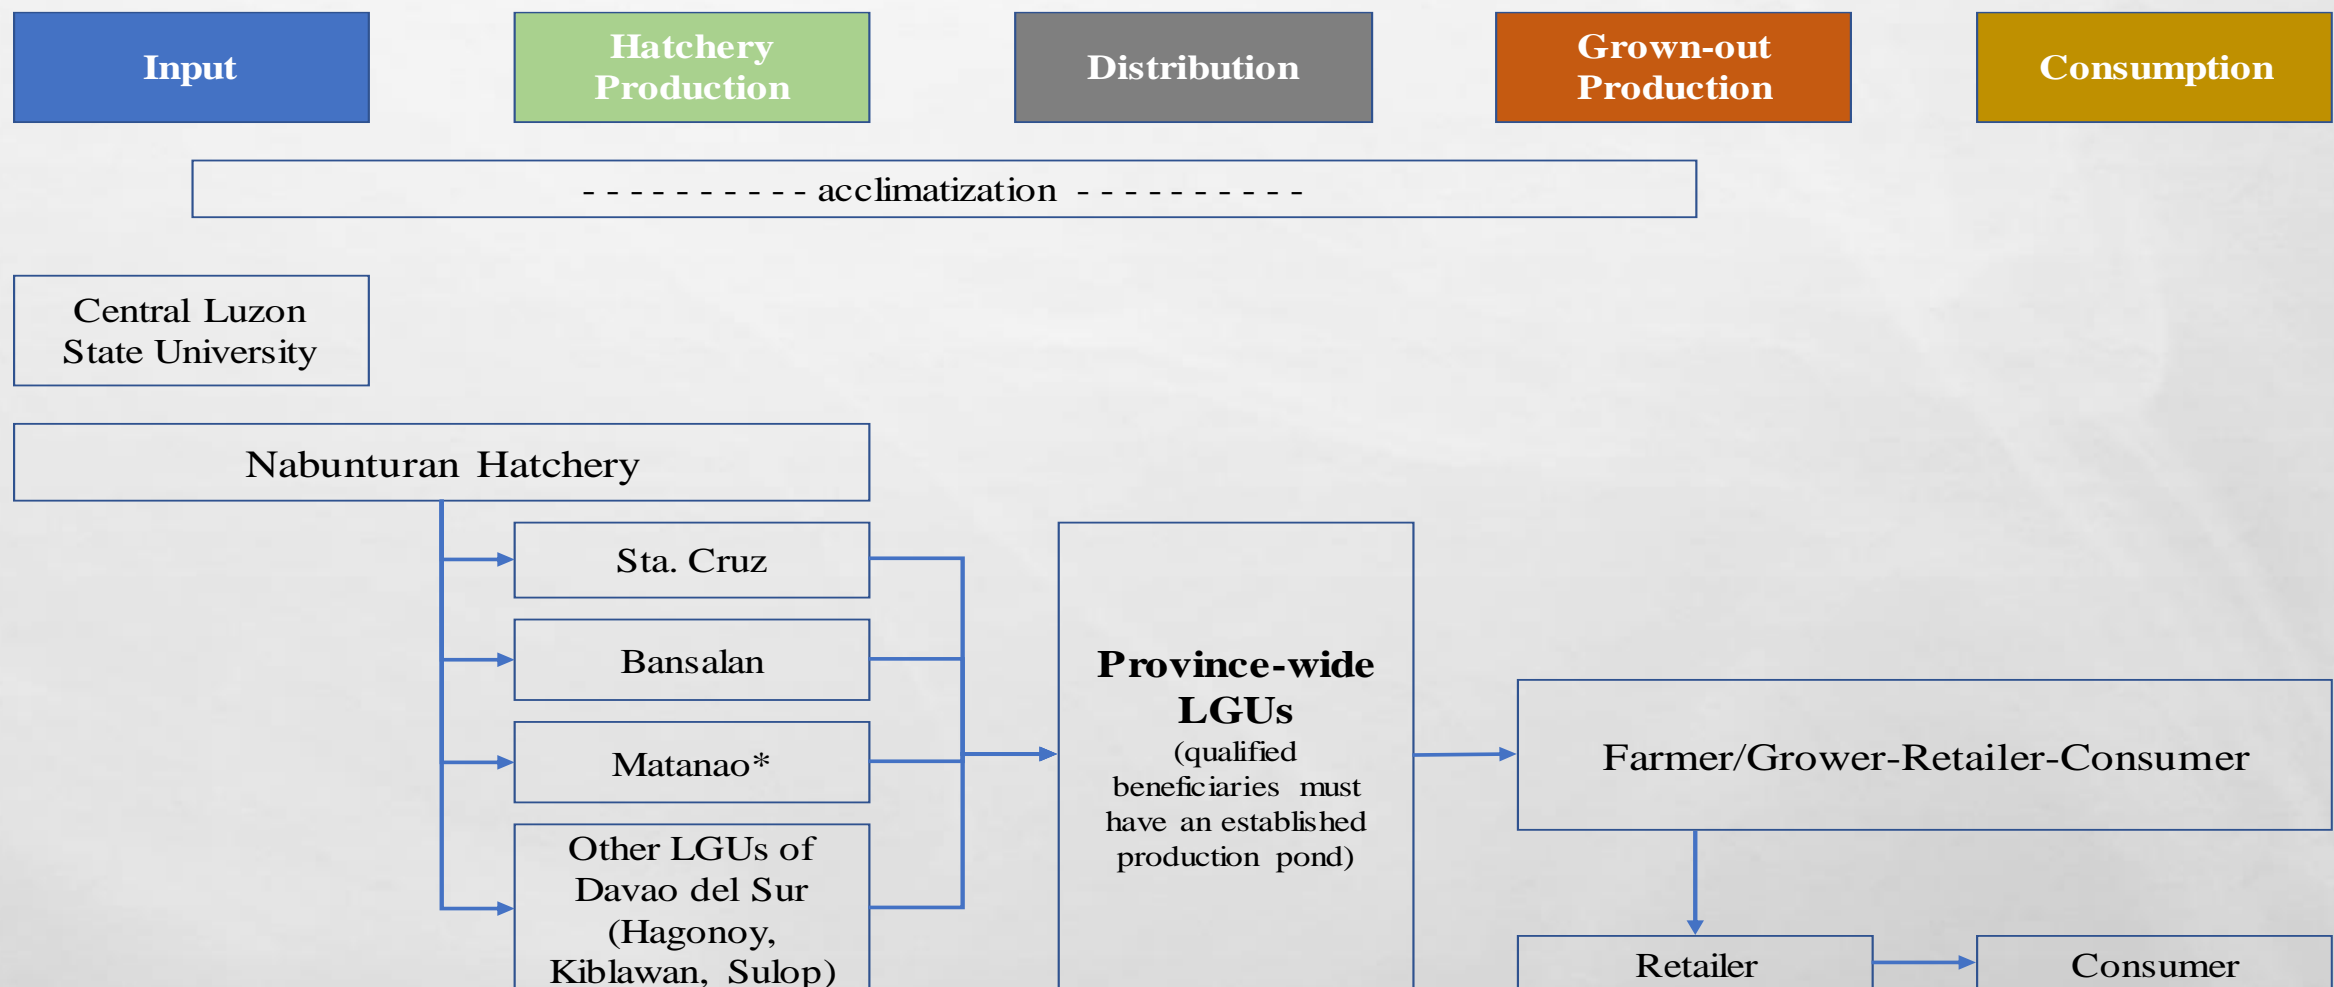 Input
Hatchery
Production
Distribution
Grown-out
Production
Consumption
- - - - - - - - - - acclimatization - - - - - - - - - -
Central Luzon
State University
Nabunturan Hatchery
Sta. Cruz
Bansalan
Matanao*
Other LGUs of
Davao del Sur
(Hagonoy,
Kiblawan, Sulop)
Province-wide
LGUs
(qualified
beneficiaries must
have an established
production pond)
Farmer/Grower-Retailer-Consumer
Retailer
Consumer